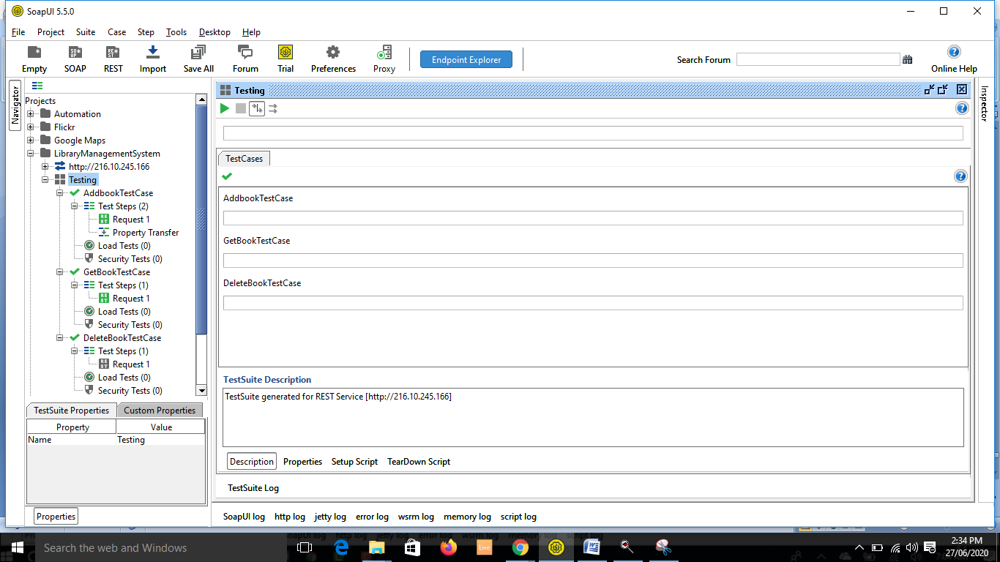 SoapUI 5.5.0
File Project Suite Case Step Tools Desktop Help
Empty SOAP REST Import Save All Forum Trial Preferences Proxy Endpoint Explorer Search Forum Online Help
Navigator
Projects
Automation
Flickr
Google Maps
LibraryManagementSystem
http://216.10.245.166
Testing
AddbookTestCase
Test Steps (2)
Request 1
Property Transfer
Load Tests (0)
Security Tests (0)
GetBookTestCase
Test Steps (1)
Request 1
Load Tests (0)
Security Tests (0)
DeleteBookTestCase
Test Steps (1)
Request 1
Load Tests (0)
Security Tests (0)
TestSuite Properties Custom Properties
Property Value
Name Testing
Properties
Testing
TestCases
AddbookTestCase
GetBookTestCase
DeleteBookTestCase
TestSuite Description
TestSuite generated for REST Service [http://216.10.245.166]
Description Properties Setup Script TearDown Script
TestSuite Log
SoapUI log http log jetty log error log wsrm log memory log script log
Inspector
Search the web and Windows
Live
2:34 PM
27/06/2020